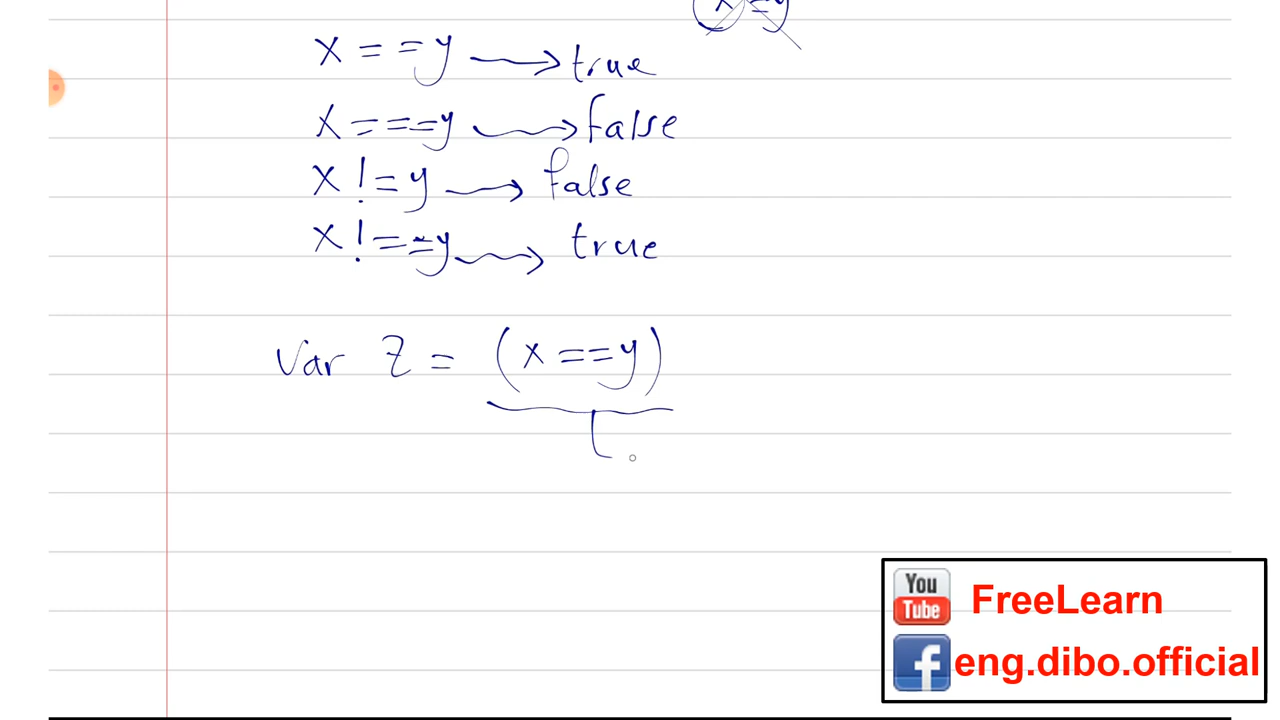 x = y
x == y → true
x === y → false
x != y → false
x !== y → true
Var Z = (x == y)
You Tube FreeLearn
f eng.dibo.official